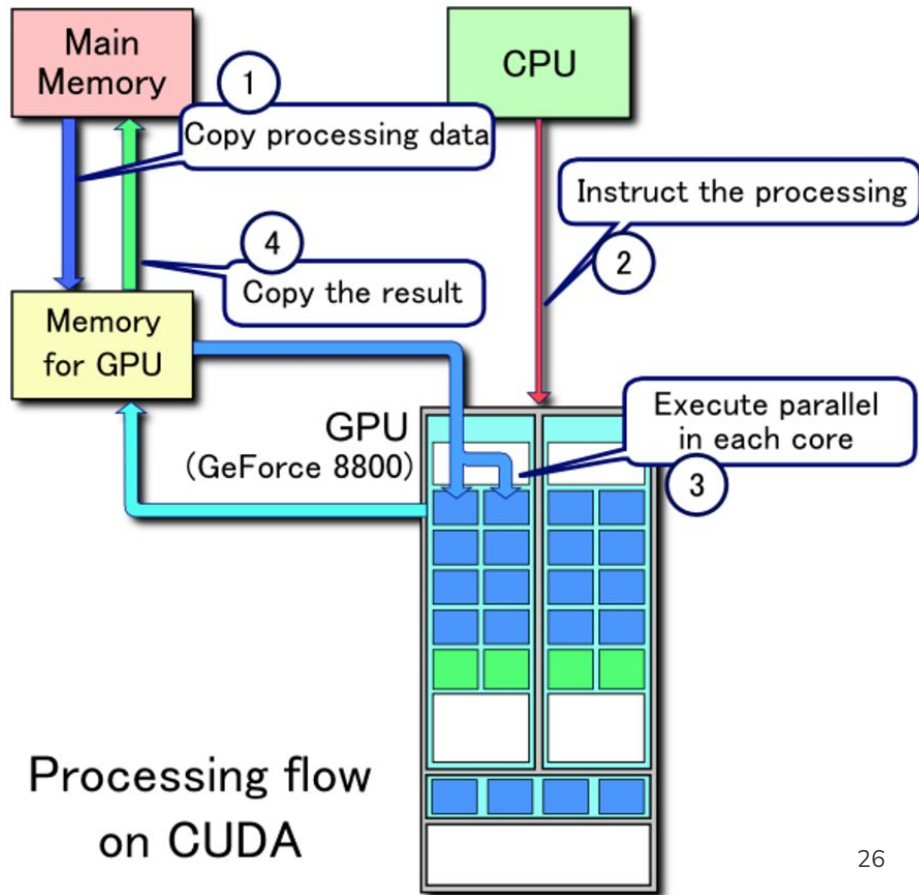 Main
Memory
CPU
1
Copy processing data
Instruct the processing
2
4
Copy the result
Memory
for GPU
GPU
(GeForce 8800)
Execute parallel
in each core
3
Processing flow
on CUDA
26